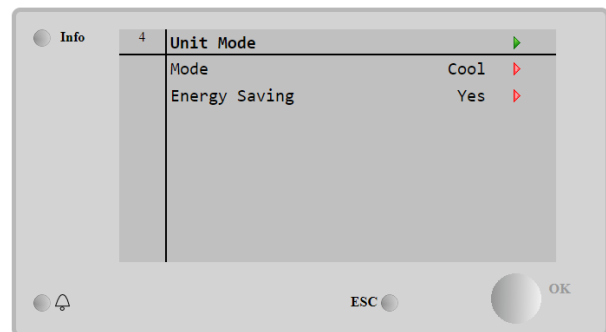 Info
4 Unit Mode
Mode Cool
Energy Saving Yes
ESC
OK